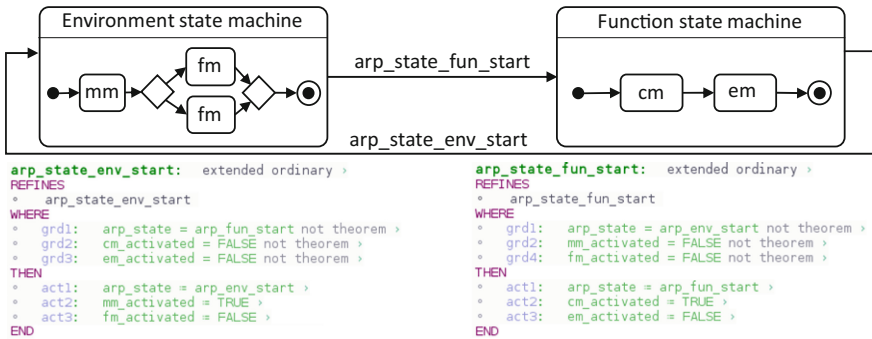 Environment state machine
Function state machine
mm
fm
fm
arp_state_fun_start
cm
em
arp_state_env_start
arp_state_env_start: extended ordinary ›
REFINES
◦ arp_state_env_start
WHERE
◦ grd1: arp_state = arp_fun_start not theorem ›
◦ grd2: cm_activated = FALSE not theorem ›
◦ grd3: em_activated = FALSE not theorem ›
THEN
◦ act1: arp_state ≔ arp_env_start ›
◦ act2: mm_activated ≔ TRUE ›
◦ act3: fm_activated ≔ FALSE ›
END
arp_state_fun_start: extended ordinary ›
REFINES
◦ arp_state_fun_start
WHERE
◦ grd1: arp_state = arp_env_start not theorem ›
◦ grd2: mm_activated = FALSE not theorem ›
◦ grd4: fm_activated = FALSE not theorem ›
THEN
◦ act1: arp_state ≔ arp_fun_start ›
◦ act2: cm_activated ≔ TRUE ›
◦ act3: em_activated ≔ FALSE ›
END